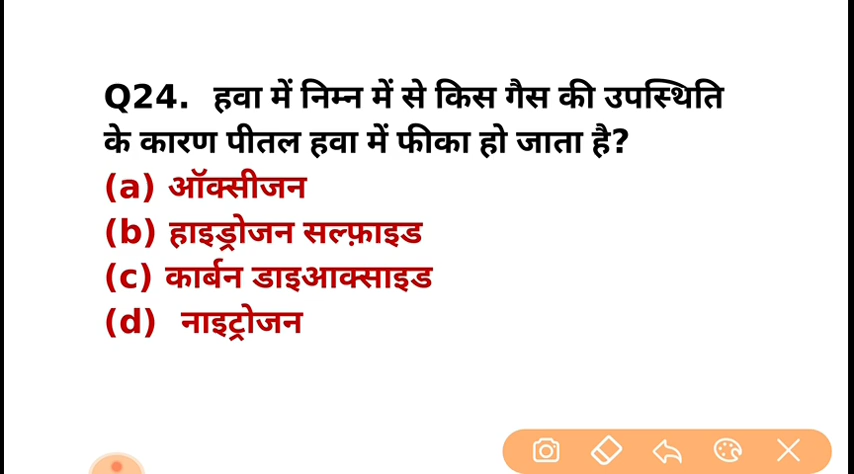 Q24. हवा में निम्न में से किस गैस की उपस्थिति
के कारण पीतल हवा में फीका हो जाता है?
(a) ऑक्सीजन
(b) हाइड्रोजन सल्फ़ाइड
(c) कार्बन डाइआक्साइड
(d) नाइट्रोजन